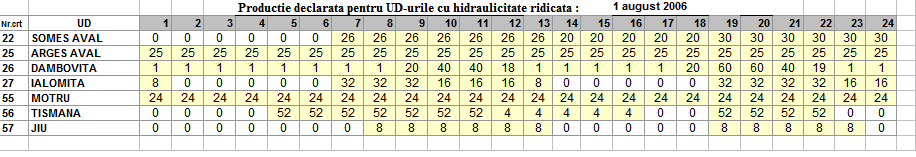 Productie declarata pentru UD-urile cu hidraulicitate ridicata : 1 august 2006
Nr.crt UD 1 2 3 4 5 6 7 8 9 10 11 12 13 14 15 16 17 18 19 20 21 22 23 24
22 SOMES AVAL 0 0 0 0 0 0 26 26 26 26 26 26 26 20 20 20 20 20 30 30 30 30 30 30
25 ARGES AVAL 25 25 25 25 25 25 25 25 25 25 25 25 25 25 25 25 25 25 25 25 25 25 25 25
26 DAMBOVITA 1 1 1 1 1 1 1 1 20 40 40 18 1 1 1 1 1 20 60 60 40 19 1 1
27 IALOMITA 8 0 0 0 0 0 32 32 32 16 16 16 8 0 0 0 0 0 32 32 32 32 16 16
55 MOTRU 24 24 24 24 24 24 24 24 24 24 24 24 24 24 24 24 24 24 24 24 24 24 24 24
56 TISMANA 0 0 0 0 52 52 52 52 52 52 52 4 4 4 4 4 0 0 52 52 52 52 0 0
57 JIU 0 0 0 0 0 0 0 8 8 8 8 8 8 0 0 0 0 0 8 8 8 8 8 0